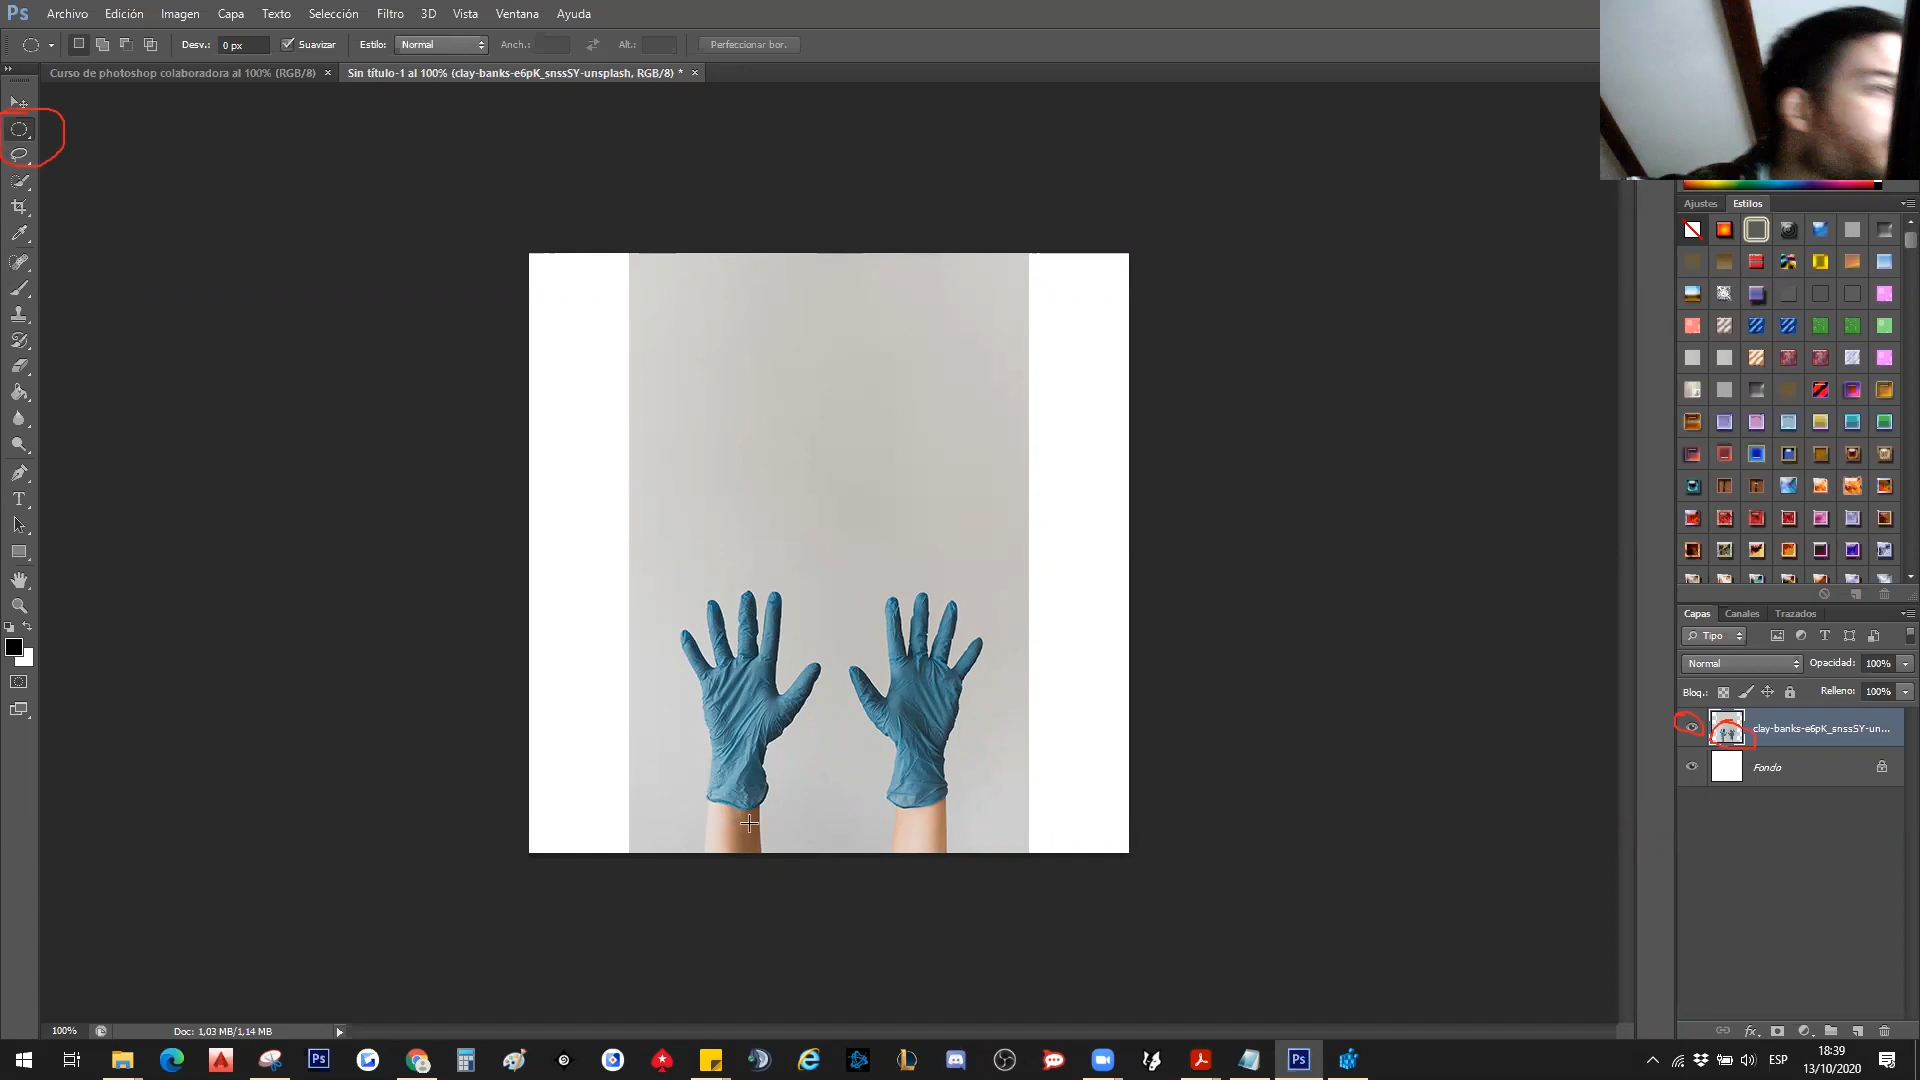 Ps Archivo Edición Imagen Capa Texto Selección Filtro 3D Vista Ventana Ayuda
Desv.: 0 px Suavizar Estilo: Normal Anch.: Alt.: Perfeccionar bor.
Curso de photoshop colaboradora al 100% (RGB/8) × Sin título-1 al 100% (clay-banks-e6pK_snssSY-unsplash, RGB/8) * ×
Ajustes Estilos
Capas Canales Trazados
Tipo
Normal Opacidad: 100%
Bloq.: Relleno: 100%
clay-banks-e6pK_snssSY-un...
Fondo
100% Doc: 1,03 MB/1,14 MB
ESP
18:39
13/10/2020